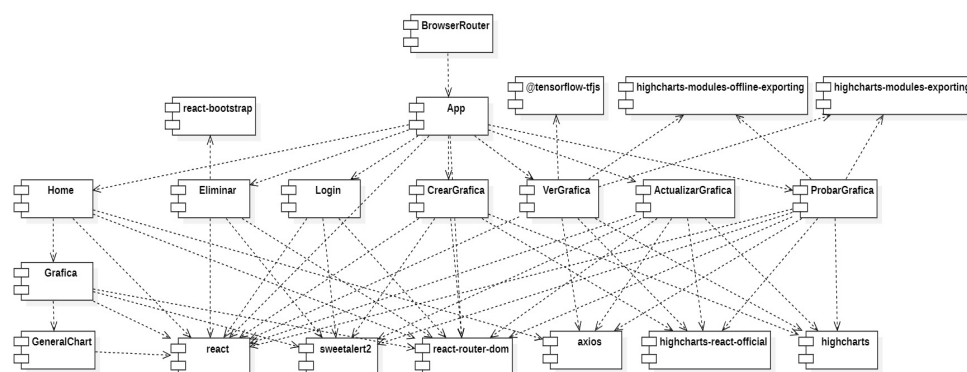 BrowserRouter
@tensorflow-tfjs
highcharts-modules-offline-exporting
highcharts-modules-exporting
react-bootstrap
App
Home
Eliminar
Login
CrearGrafica
VerGrafica
ActualizarGrafica
ProbarGrafica
Grafica
GeneralChart
react
sweetalert2
react-router-dom
axios
highcharts-react-official
highcharts